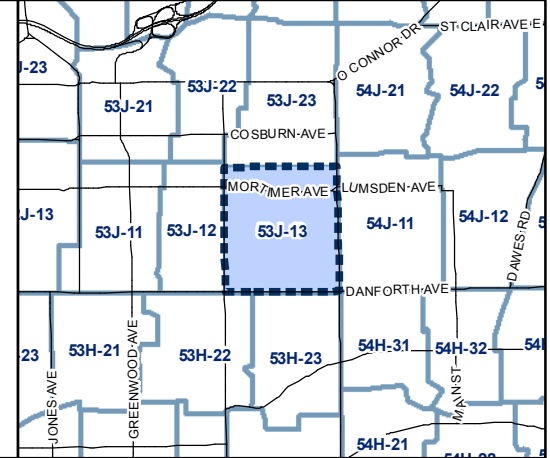 ST CLAIR AVE E
O CONNOR DR
J-23
53J-22
54J-21
54J-22
5
53J-21
53J-23
COSBURN AVE
MORTIMER AVE
LUMSDEN AVE
J-13
53J-11
53J-12
53J-13
54J-11
54J-12
DAWES RD
DANFORTH AVE
23
53H-21
53H-22
53H-23
54H-31
54H-32
54H
JONES AVE
GREENWOOD AVE
MAIN ST
54H-21